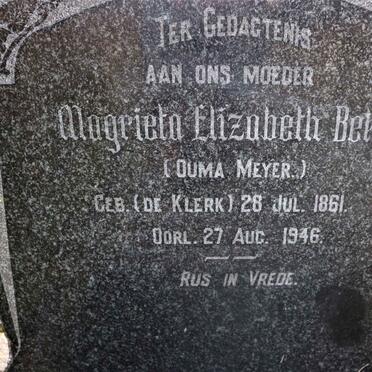 TER GEDAGTENIS
AAN ONS MOEDER
Magrieta Elizabeth Bet
(OUMA MEYER.)
GEB. (DE KLERK) 28 JUL. 1861.
OORL. 27 AUG. 1946.
RUS IN VREDE.